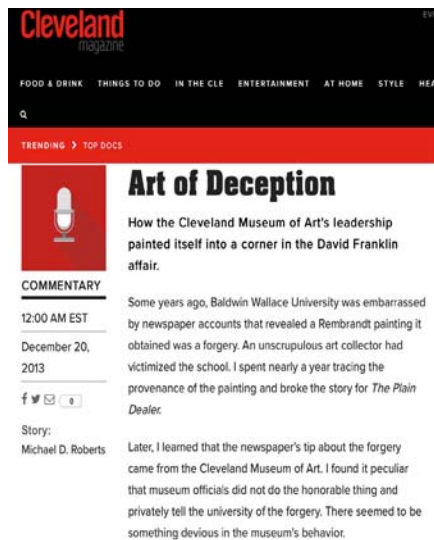 Cleveland
magazine
FOOD & DRINK THINGS TO DO IN THE CLE ENTERTAINMENT AT HOME STYLE
TRENDING > TOP DOCS
Art of Deception
How the Cleveland Museum of Art's leadership
painted itself into a corner in the David Franklin
affair.
COMMENTARY
12:00 AM EST
December 20,
2013
0
Story:
Michael D. Roberts
Some years ago, Baldwin Wallace University was embarrassed
by newspaper accounts that revealed a Rembrandt painting it
obtained was a forgery. An unscrupulous art collector had
victimized the school. I spent nearly a year tracing the
provenance of the painting and broke the story for The Plain
Dealer.
Later, I learned that the newspaper's tip about the forgery
came from the Cleveland Museum of Art. I found it peculiar
that museum officials did not do the honorable thing and
privately tell the university of the forgery. There seemed to be
something devious in the museum's behavior.